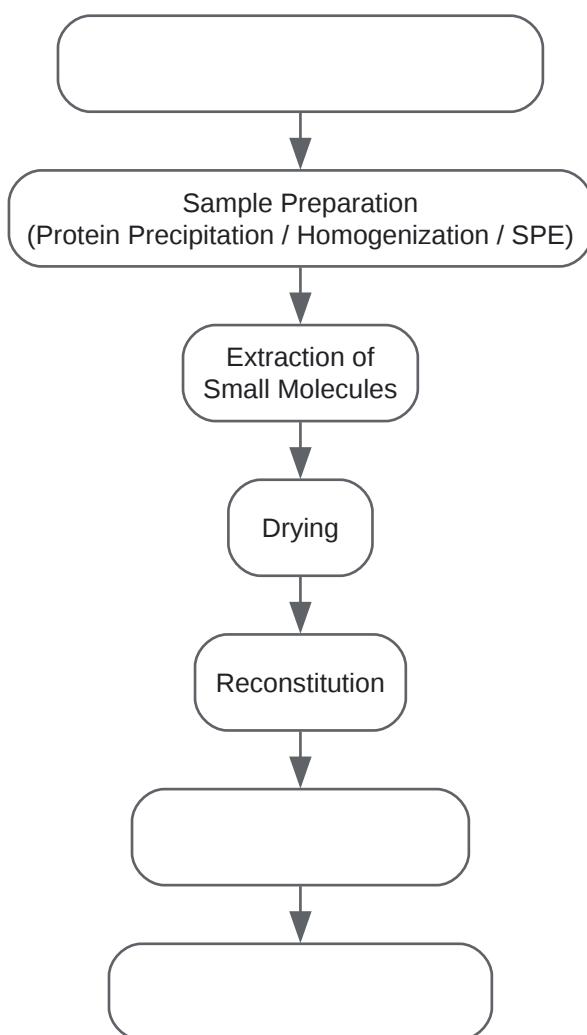 Sample Preparation
(Protein Precipitation / Homogenization / SPE)
Extraction of
Small Molecules
Drying
Reconstitution